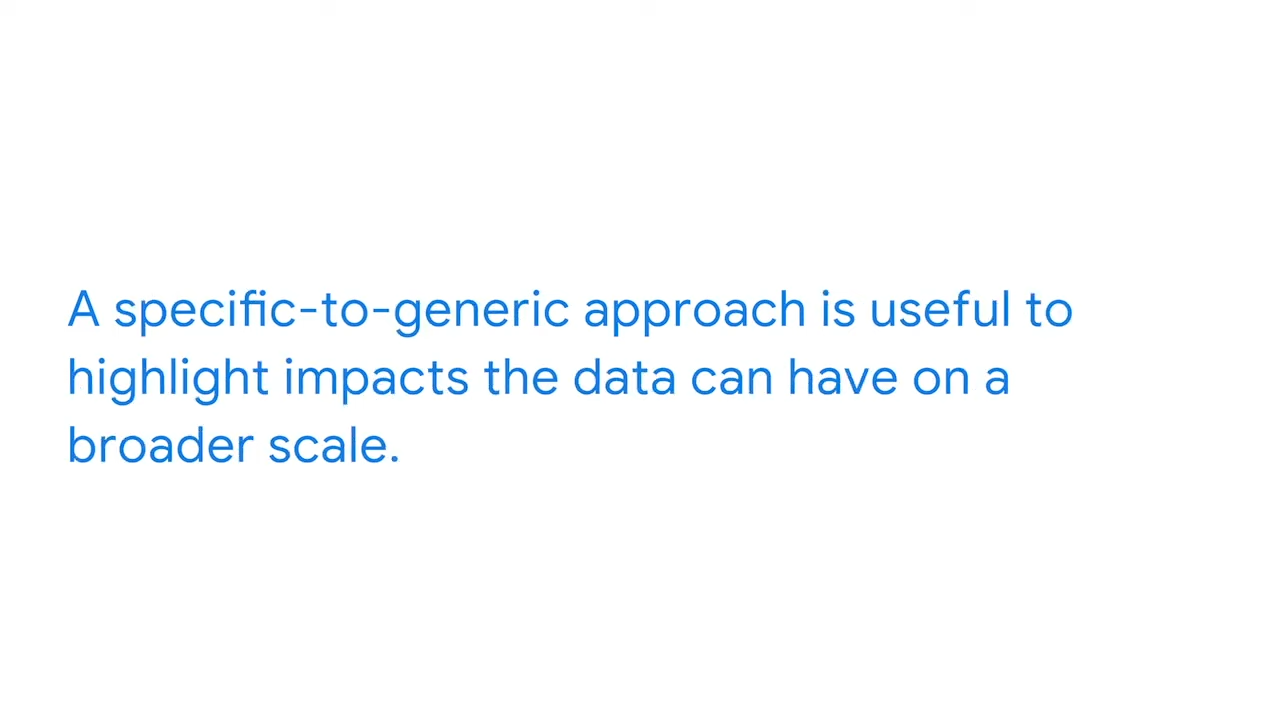 A specific-to-generic approach is useful to
highlight impacts the data can have on a
broader scale.